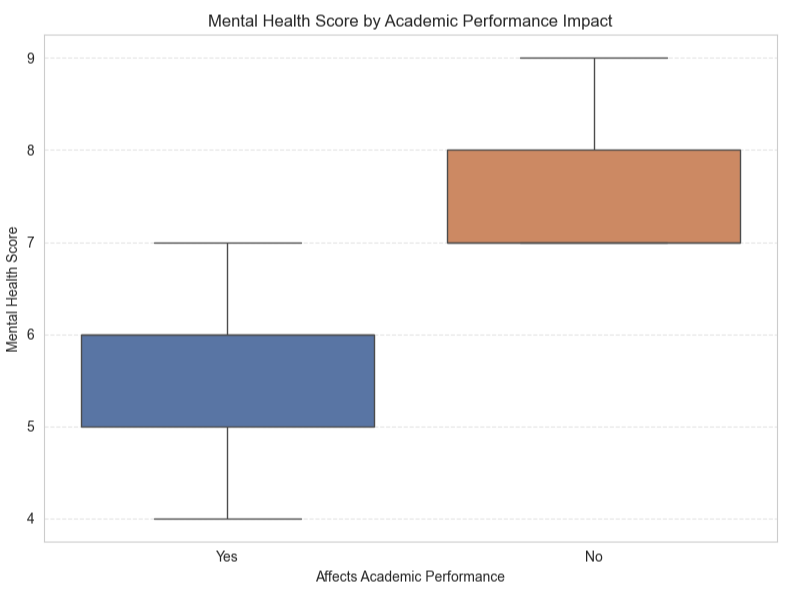 Mental Health Score by Academic Performance Impact
Mental Health Score
9
8
7
6
5
4
Yes
No
Affects Academic Performance